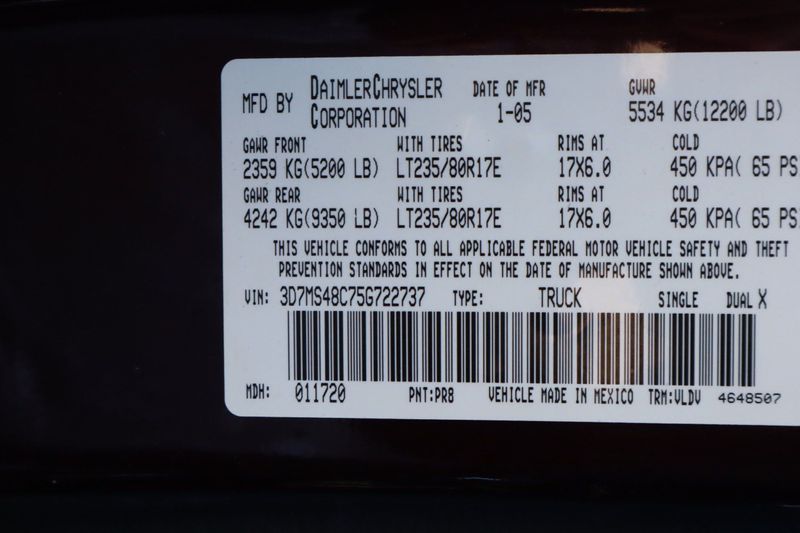 MFD BY DAIMLERCHRYSLER CORPORATION DATE OF MFR 1-05 GVWR 5534 KG(12200 LB)
GAWR FRONT WITH TIRES RIMS AT COLD
2359 KG(5200 LB) LT235/80R17E 17X6.0 450 KPA( 65 PS
GAWR REAR WITH TIRES RIMS AT COLD
4242 KG(9350 LB) LT235/80R17E 17X6.0 450 KPA( 65 PS
THIS VEHICLE CONFORMS TO ALL APPLICABLE FEDERAL MOTOR VEHICLE SAFETY AND THEFT
PREVENTION STANDARDS IN EFFECT ON THE DATE OF MANUFACTURE SHOWN ABOVE.
VIN: 3D7MS48C75G722737 TYPE: TRUCK SINGLE DUAL X
MDH: 011720 PNT:PR8 VEHICLE MADE IN MEXICO TRM:VLDV 4648507